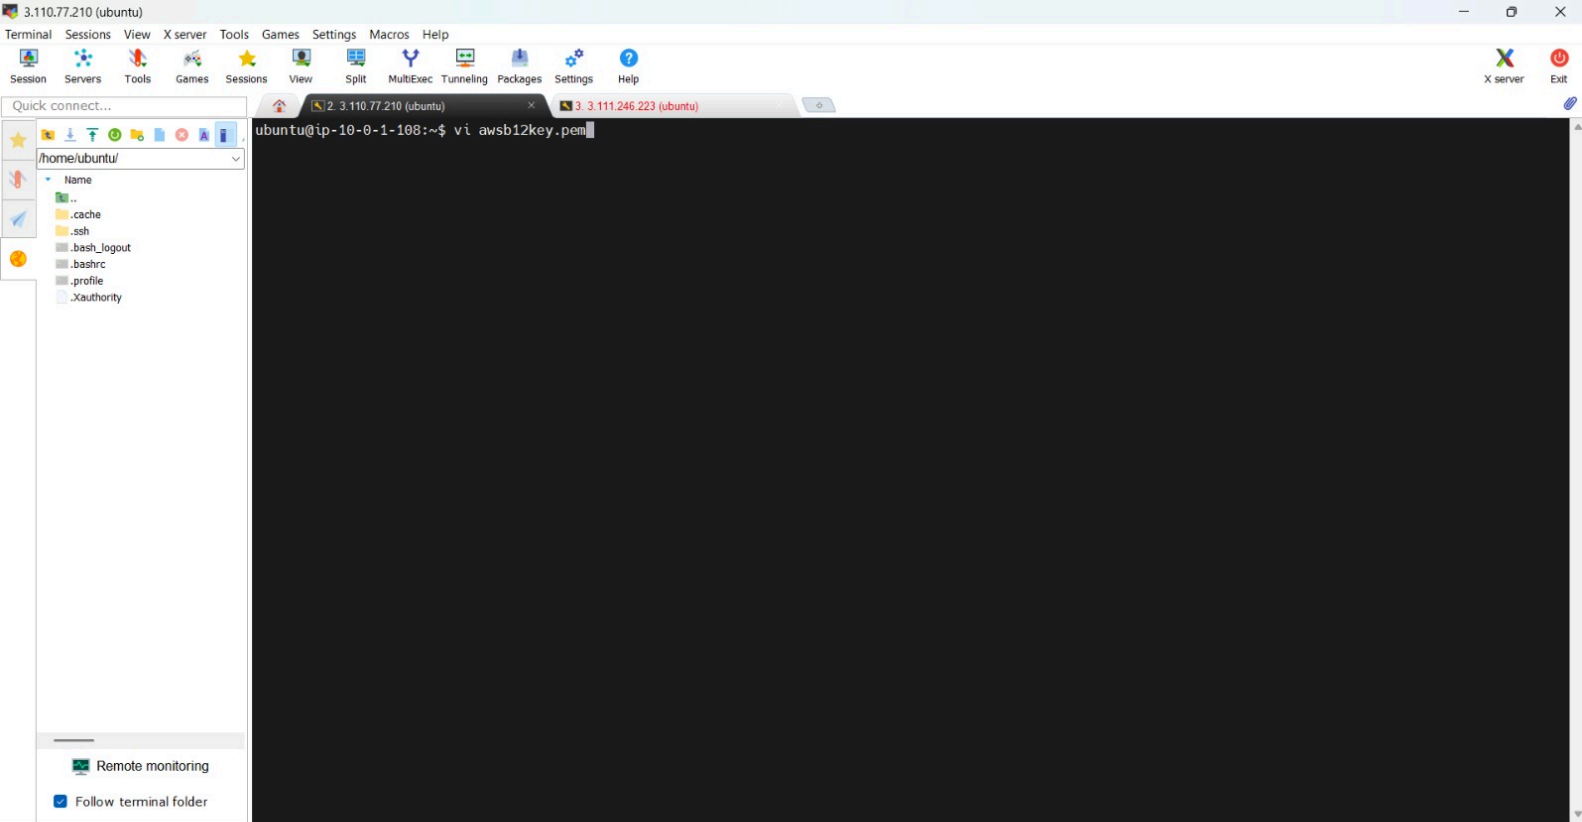 3.110.77.210 (ubuntu)
Terminal Sessions View X server Tools Games Settings Macros Help
Session Servers Tools Games Sessions View Split MultiExec Tunneling Packages Settings Help X server Exit
Quick connect...
2. 3.110.77.210 (ubuntu)
3. 3.111.246.223 (ubuntu)
/home/ubuntu/
Name
..
.cache
.ssh
.bash_logout
.bashrc
.profile
.Xauthority
Remote monitoring
Follow terminal folder
ubuntu@ip-10-0-1-108:~$ vi awsb12key.pem